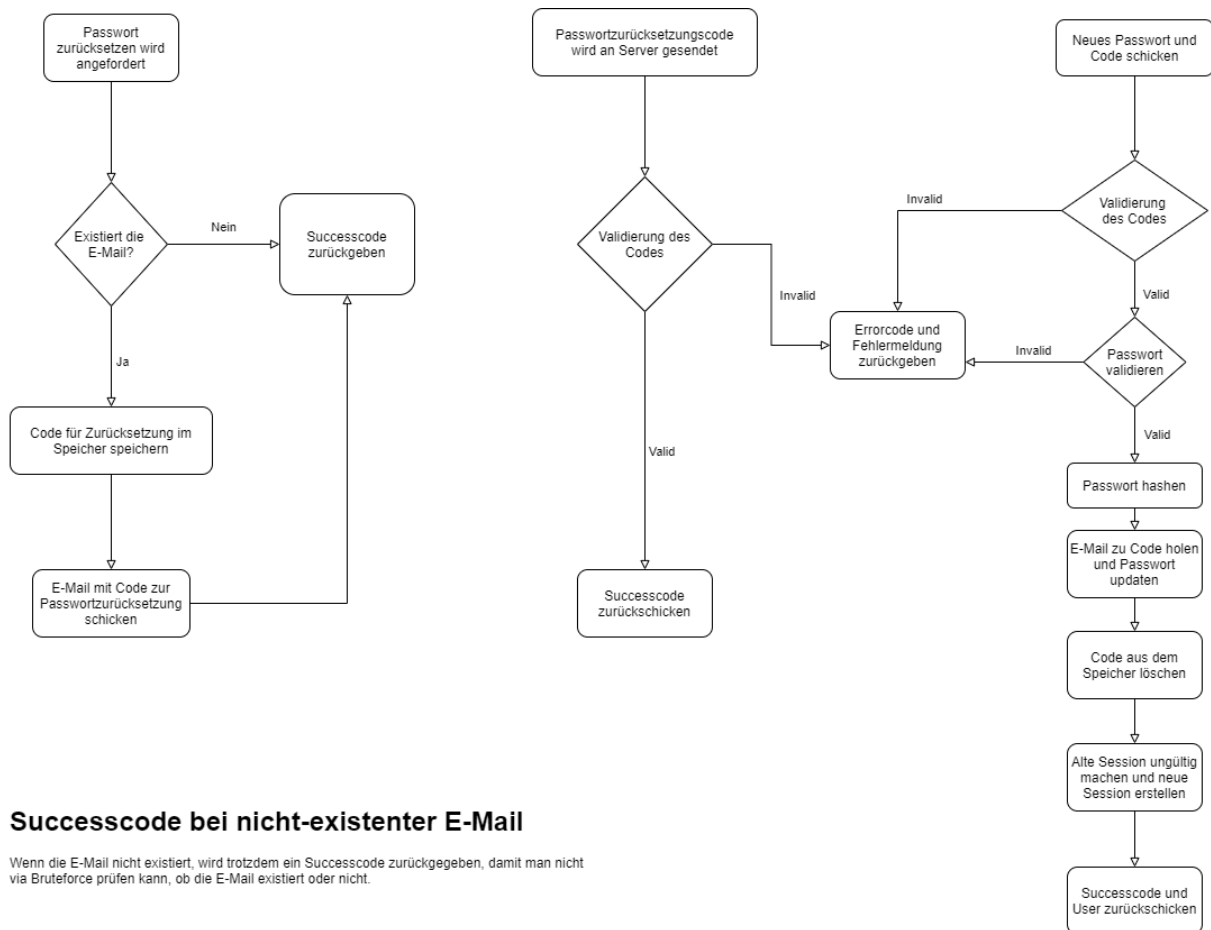 Passwort
zurücksetzen wird
angefordert
Existiert die
E-Mail?
Nein
Successcode
zurückgeben
Ja
Code für Zurücksetzung im
Speicher speichern
E-Mail mit Code zur
Passwortzurücksetzung
schicken
Passwortzurücksetzungscode
wird an Server gesendet
Validierung des
Codes
Invalid
Valid
Successcode
zurückschicken
Errorcode und
Fehlermeldung
zurückgeben
Neues Passwort und
Code schicken
Validierung
des Codes
Invalid
Valid
Passwort
validieren
Invalid
Valid
Passwort hashen
E-Mail zu Code holen
und Passwort
updaten
Code aus dem
Speicher löschen
Alte Session ungültig
machen und neue
Session erstellen
Successcode und
User zurückschicken
Successcode bei nicht-existenter E-Mail
Wenn die E-Mail nicht existiert, wird trotzdem ein Successcode zurückgegeben, damit man nicht
via Bruteforce prüfen kann, ob die E-Mail existiert oder nicht.